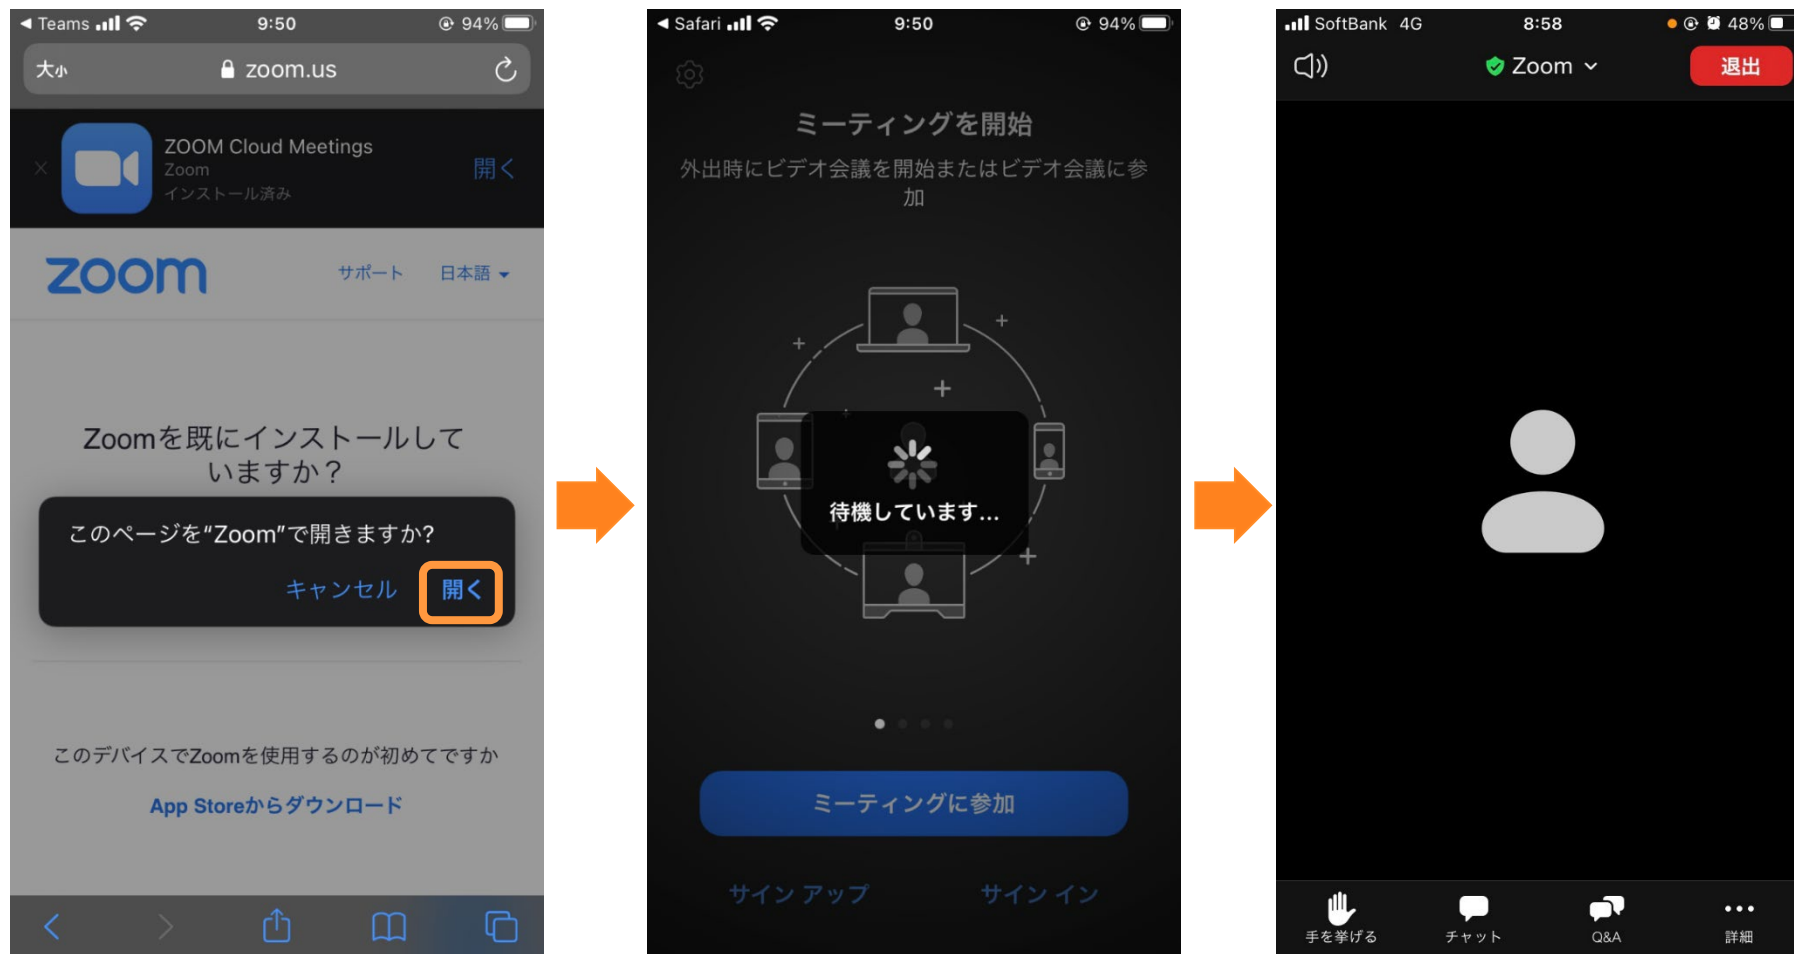 Teams
9:50
94%
大小
zoom.us
ZOOM Cloud Meetings
Zoom
インストール済み
開く
zoom
サポート
日本語
Zoomを既にインストールして
いますか？
このページを“Zoom”で開きますか?
キャンセル
開く
このデバイスでZoomを使用するのが初めてですか
App Storeからダウンロード
Safari
9:50
94%
ミーティングを開始
外出時にビデオ会議を開始またはビデオ会議に参
加
待機しています...
ミーティングに参加
サイン アップ
サイン イン
SoftBank 4G
8:58
48%
Zoom
退出
手を挙げる
チャット
Q&A
詳細